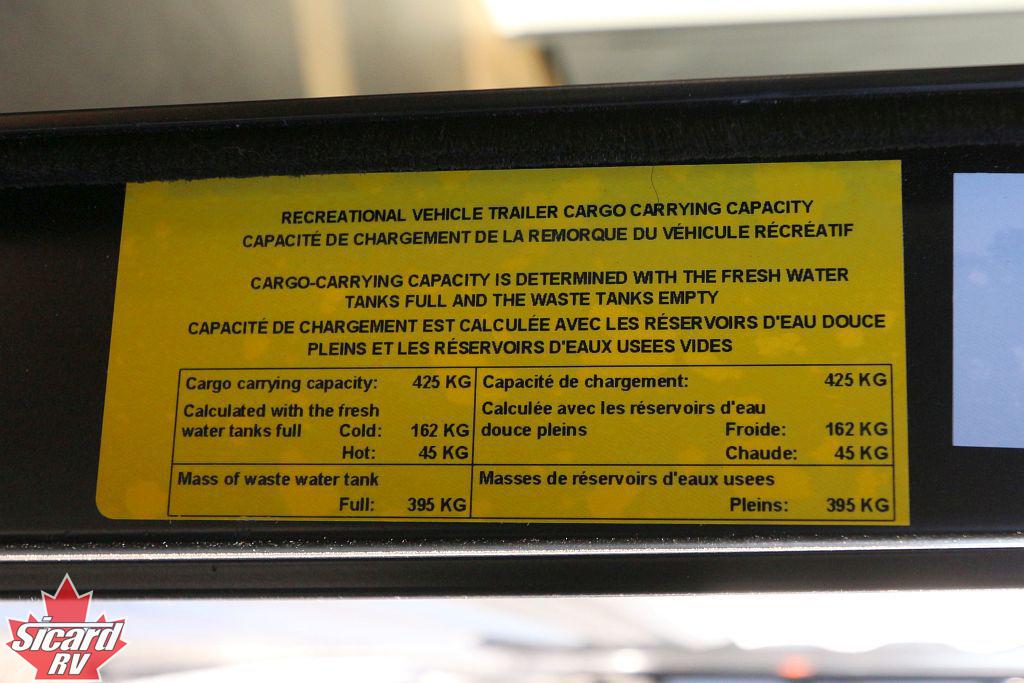 RECREATIONAL VEHICLE TRAILER CARGO CARRYING CAPACITY
CAPACITÉ DE CHARGEMENT DE LA REMORQUE DU VÉHICULE RÉCRÉATIF
CARGO-CARRYING CAPACITY IS DETERMINED WITH THE FRESH WATER
TANKS FULL AND THE WASTE TANKS EMPTY
CAPACITÉ DE CHARGEMENT EST CALCULÉE AVEC LES RÉSERVOIRS D'EAU DOUCE
PLEINS ET LES RÉSERVOIRS D'EAUX USEES VIDES
Cargo carrying capacity: 425 KG
Calculated with the fresh
water tanks full Cold: 162 KG
Hot: 45 KG
Mass of waste water tank
Full: 395 KG
Capacité de chargement: 425 KG
Calculée avec les réservoirs d'eau
douce pleins Froide: 162 KG
Chaude: 45 KG
Masses de réservoirs d'eaux usees
Pleins: 395 KG
Sicard
RV